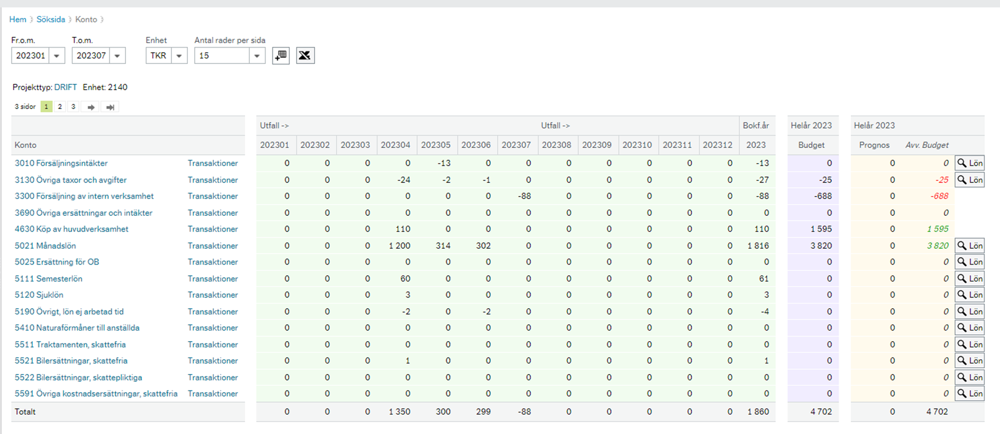 Hem Söksida Konto
Fr.o.m. T.o.m. Enhet Antal rader per sida
202301 202307 TKR 15
Projekttyp: DRIFT Enhet: 2140
3 sidor 1 2 3
Utfall -> Utfall -> Bokf.år Helår 2023 Helår 2023
Konto 202301 202302 202303 202304 202305 202306 202307 202308 202309 202310 202311 202312 2023 Budget Prognos Avv. Budget
3010 Försäljningsintäkter Transaktioner 0 0 0 0 -13 0 0 0 0 0 0 0 -13 0 0 0 Lön
3130 Övriga taxor och avgifter Transaktioner 0 0 0 -24 -2 -1 0 0 0 0 0 0 -27 -25 0 -25 Lön
3300 Försäljning av intern verksamhet Transaktioner 0 0 0 0 0 0 -88 0 0 0 0 0 -88 -688 0 -688
3690 Övriga ersättningar och intäkter Transaktioner 0 0 0 0 0 0 0 0 0 0 0 0 0 0 0 0
4630 Köp av huvudverksamhet Transaktioner 0 0 0 110 0 0 0 0 0 0 0 0 110 1 595 0 1 595
5021 Månadslön Transaktioner 0 0 0 1 200 314 302 0 0 0 0 0 0 1 816 3 820 0 3 820 Lön
5025 Ersättning för OB Transaktioner 0 0 0 0 0 0 0 0 0 0 0 0 0 0 0 0 Lön
5111 Semesterlön Transaktioner 0 0 0 60 0 0 0 0 0 0 0 0 61 0 0 0 Lön
5120 Sjuklön Transaktioner 0 0 0 3 0 0 0 0 0 0 0 0 3 0 0 0 Lön
5190 Övrigt, lön ej arbetad tid Transaktioner 0 0 0 -2 0 -2 0 0 0 0 0 0 -4 0 0 0 Lön
5410 Naturaförmåner till anställda Transaktioner 0 0 0 0 0 0 0 0 0 0 0 0 0 0 0 0 Lön
5511 Traktamenten, skattefria Transaktioner 0 0 0 0 0 0 0 0 0 0 0 0 0 0 0 0 Lön
5521 Bilersättningar, skattefria Transaktioner 0 0 0 1 0 0 0 0 0 0 0 0 1 0 0 0 Lön
5522 Bilersättningar, skattepliktiga Transaktioner 0 0 0 0 0 0 0 0 0 0 0 0 0 0 0 0 Lön
5591 Övriga kostnadsersättningar, skattefria Transaktioner 0 0 0 0 0 0 0 0 0 0 0 0 0 0 0 0 Lön
Totalt 0 0 0 1 350 300 299 -88 0 0 0 0 0 1 860 4 702 0 4 702